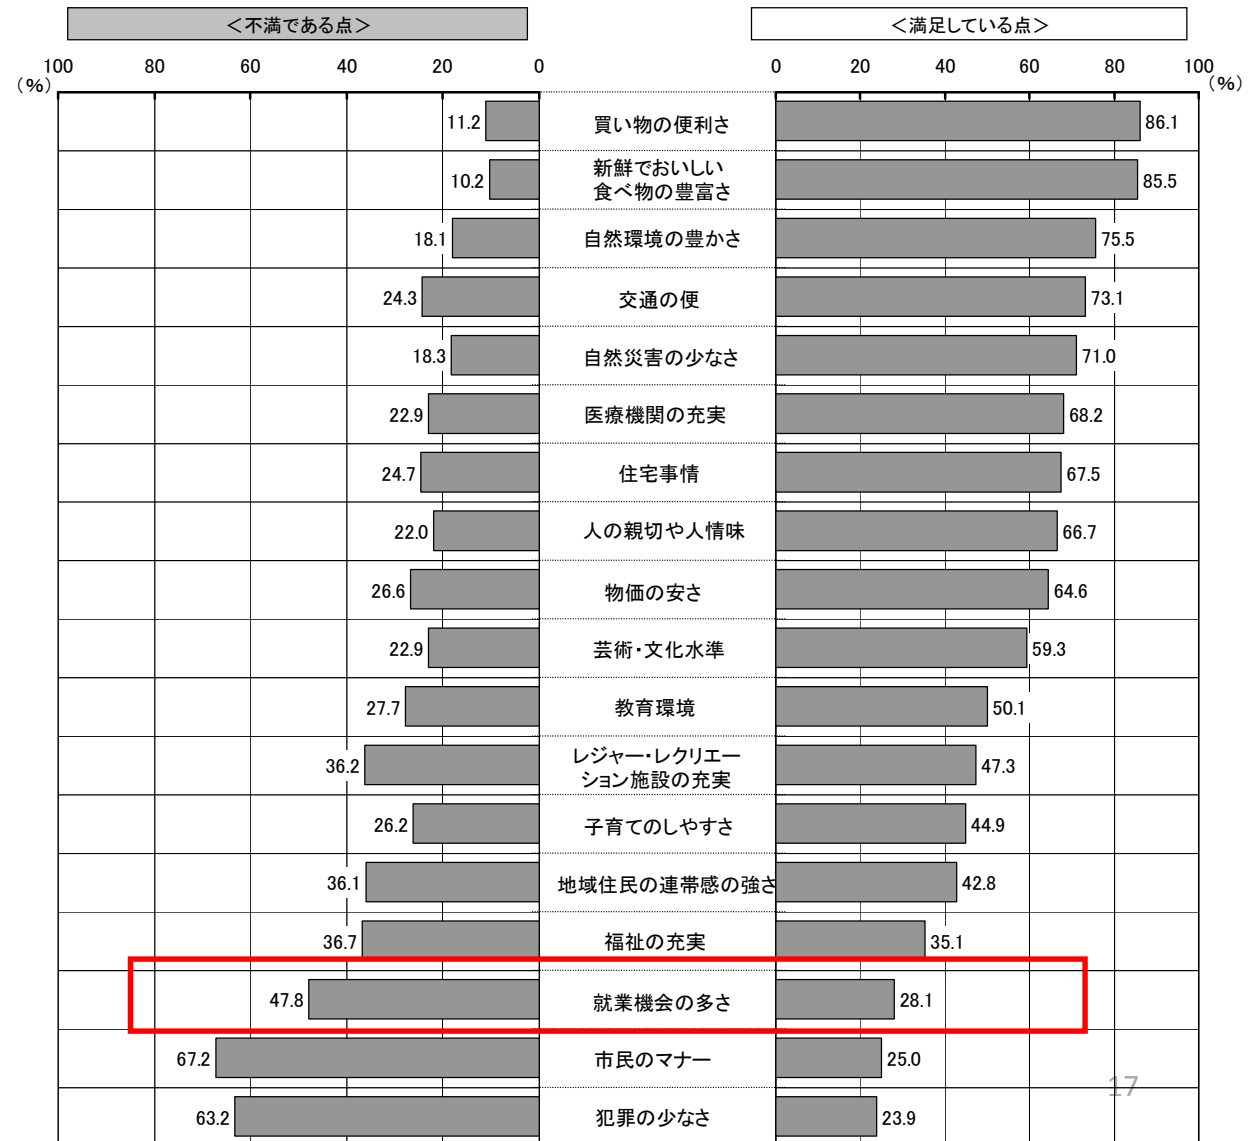 <不満である点>
<満足している点>
100 80 60 40 20 0
(%)
0 20 40 60 80 100
(%)
11.2 買い物の便利さ 86.1
10.2 新鮮でおいしい
食べ物の豊富さ 85.5
18.1 自然環境の豊かさ 75.5
24.3 交通の便 73.1
18.3 自然災害の少なさ 71.0
22.9 医療機関の充実 68.2
24.7 住宅事情 67.5
22.0 人の親切や人情味 66.7
26.6 物価の安さ 64.6
22.9 芸術・文化水準 59.3
27.7 教育環境 50.1
36.2 レジャー・レクリエー
ション施設の充実 47.3
26.2 子育てのしやすさ 44.9
36.1 地域住民の連帯感の強さ 42.8
36.7 福祉の充実 35.1
47.8 就業機会の多さ 28.1
67.2 市民のマナー 25.0
17
63.2 犯罪の少なさ 23.9